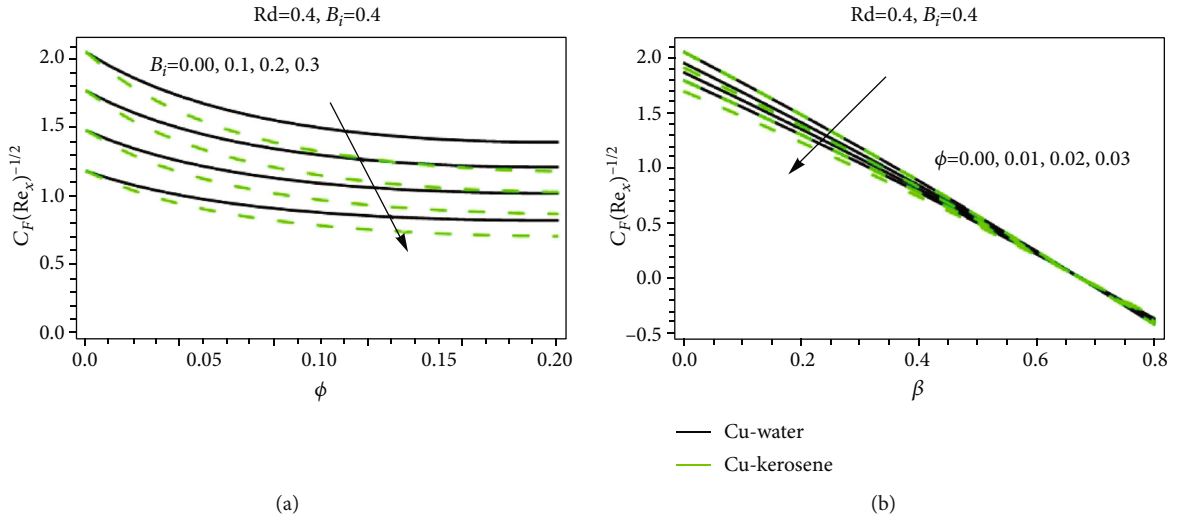 Rd=0.4, B_i=0.4
B_i=0.00, 0.1, 0.2, 0.3
C_F(Re_x)^–1/2
2.0
1.5
1.0
0.5
0.0
0.0
0.05
0.10
0.15
0.20
ϕ
(a)
Rd=0.4, B_i=0.4
ϕ=0.00, 0.01, 0.02, 0.03
C_F(Re_x)^–1/2
2.0
1.5
1.0
0.5
0.0
–0.5
0.0
0.2
0.4
0.6
0.8
β
Cu-water
Cu-kerosene
(b)